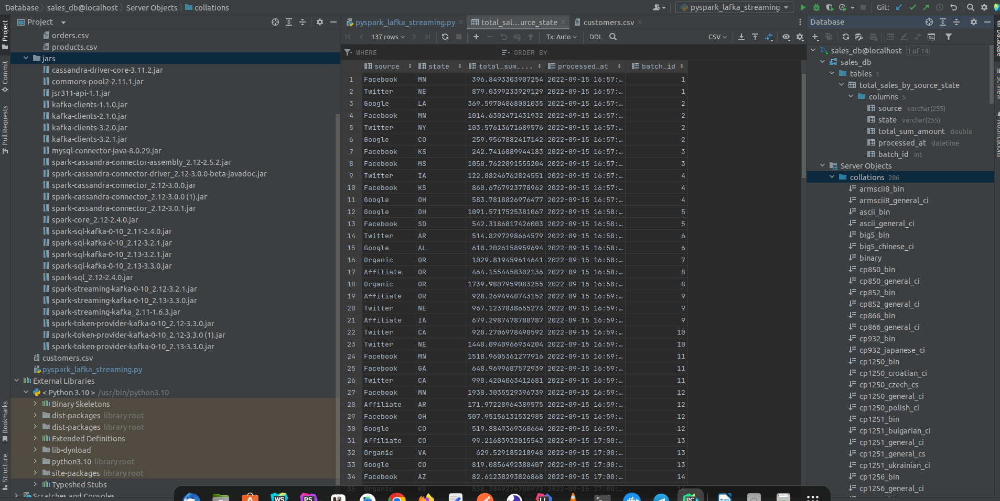 Database sales_db@localhost Server Objects collations
pyspark_lafka_streaming
Git:
Project
pyspark_lafka_streaming.py
total_sal...urce_state
customers.csv
Database
Project
Commit
Pull Requests
Bookmarks
Structure
orders.csv
products.csv
jars
cassandra-driver-core-3.11.2.jar
commons-pool2-2.11.1.jar
jsr311-api-1.1.jar
kafka-clients-1.1.0.jar
kafka-clients-2.1.0.jar
kafka-clients-3.2.0.jar
kafka-clients-3.2.1.jar
mysql-connector-java-8.0.29.jar
spark-cassandra-connector-assembly_2.12-2.5.2.jar
spark-cassandra-connector-driver_2.12-3.0.0-beta-javadoc.jar
spark-cassandra-connector_2.12-3.0.0.jar
spark-cassandra-connector_2.12-3.0.0 (1).jar
spark-cassandra-connector_2.12-3.0.1.jar
spark-core_2.12-2.4.0.jar
spark-sql-kafka-0-10_2.11-2.4.0.jar
spark-sql-kafka-0-10_2.12-3.2.1.jar
spark-sql-kafka-0-10_2.13-3.2.1.jar
spark-sql-kafka-0-10_2.13-3.3.0.jar
spark-sql_2.12-2.4.0.jar
spark-streaming-kafka-0-10_2.12-3.2.1.jar
spark-streaming-kafka-0-10_2.13-3.3.0.jar
spark-streaming-kafka_2.11-1.6.3.jar
spark-token-provider-kafka-0-10_2.12-3.3.0.jar
spark-token-provider-kafka-0-10_2.12-3.3.0 (1).jar
spark-token-provider-kafka-0-10_2.13-3.3.0.jar
customers.csv
pyspark_lafka_streaming.py
External Libraries
< Python 3.10 > /usr/bin/python3.10
Binary Skeletons
dist-packages library root
dist-packages library root
Extended Definitions
lib-dynload
python3.10 library root
site-packages library root
Typeshed Stubs
Scratches and Consoles
137 rows Tx: Auto DDL CSV
WHERE ORDER BY
source state total_sum_... processed_at batch_id
1 Facebook MN 396.8493303907254 2022-09-15 16:57:… 1
2 Twitter NE 879.0399233929129 2022-09-15 16:57:… 1
3 Google LA 369.59704868001035 2022-09-15 16:57:… 2
4 Facebook MN 1014.6302471431932 2022-09-15 16:57:… 2
5 Twitter NY 103.57613671689576 2022-09-15 16:57:… 2
6 Google CO 259.9567882417142 2022-09-15 16:57:… 2
7 Facebook KS 242.7416089944183 2022-09-15 16:57:… 3
8 Facebook MS 1050.7622091555204 2022-09-15 16:57:… 3
9 Twitter IA 122.88246762824551 2022-09-15 16:57:… 4
10 Facebook KS 860.6767923778962 2022-09-15 16:57:… 4
11 Google OH 583.7818826976477 2022-09-15 16:57:… 4
12 Google OH 1091.5717525381067 2022-09-15 16:58:… 5
13 Facebook SD 542.3186817426003 2022-09-15 16:58:… 5
14 Twitter AR 514.8297298664579 2022-09-15 16:58:… 6
15 Google AL 610.2026158959694 2022-09-15 16:58:… 6
16 Organic OR 1029.819459614641 2022-09-15 16:58:… 7
17 Affiliate OR 464.1554458302136 2022-09-15 16:58:… 8
18 Organic OR 1739.9807959083255 2022-09-15 16:58:… 8
19 Affiliate OR 928.2694940743152 2022-09-15 16:59:… 9
20 Twitter NE 967.1237838655273 2022-09-15 16:59:… 9
21 Affiliate IA 679.2987478788787 2022-09-15 16:59:… 9
22 Twitter CA 928.2706978490592 2022-09-15 16:59:… 10
23 Twitter NE 1448.0940966934204 2022-09-15 16:59:… 10
24 Facebook MN 1518.9605361277916 2022-09-15 16:59:… 11
25 Facebook GA 648.9699687572939 2022-09-15 16:59:… 11
26 Twitter CA 998.4204063412681 2022-09-15 16:59:… 11
27 Facebook MN 1938.3035529396739 2022-09-15 16:59:… 12
28 Affiliate AR 171.97228964389575 2022-09-15 16:59:… 12
29 Facebook OH 507.95156131532985 2022-09-15 16:59:… 12
30 Google CO 519.8849369368664 2022-09-15 16:59:… 12
31 Affiliate CO 99.21683932015543 2022-09-15 17:00:… 13
32 Organic VA 629.529185218948 2022-09-15 17:00:… 13
33 Google CO 819.0856492388407 2022-09-15 17:00:… 13
34 Facebook AZ 82.61238293826868 2022-09-15 17:00:… 14
35 Organic KS 838.3849274700972 2022-09-15 17:00:… 14
sales_db@localhost 1 of 14
sales_db
tables 1
total_sales_by_source_state
columns 5
source varchar(255)
state varchar(255)
total_sum_amount double
processed_at datetime
batch_id int
Server Objects
collations 286
armscii8_bin
armscii8_general_ci
ascii_bin
ascii_general_ci
big5_bin
big5_chinese_ci
binary
cp850_bin
cp850_general_ci
cp852_bin
cp852_general_ci
cp866_bin
cp866_general_ci
cp932_bin
cp932_japanese_ci
cp1250_bin
cp1250_croatian_ci
cp1250_czech_cs
cp1250_general_ci
cp1250_polish_ci
cp1251_bin
cp1251_bulgarian_ci
cp1251_general_ci
cp1251_general_cs
cp1251_ukrainian_ci
cp1256_bin
cp1256_general_ci
Database
SciView
Notifications
WS
PS
PC